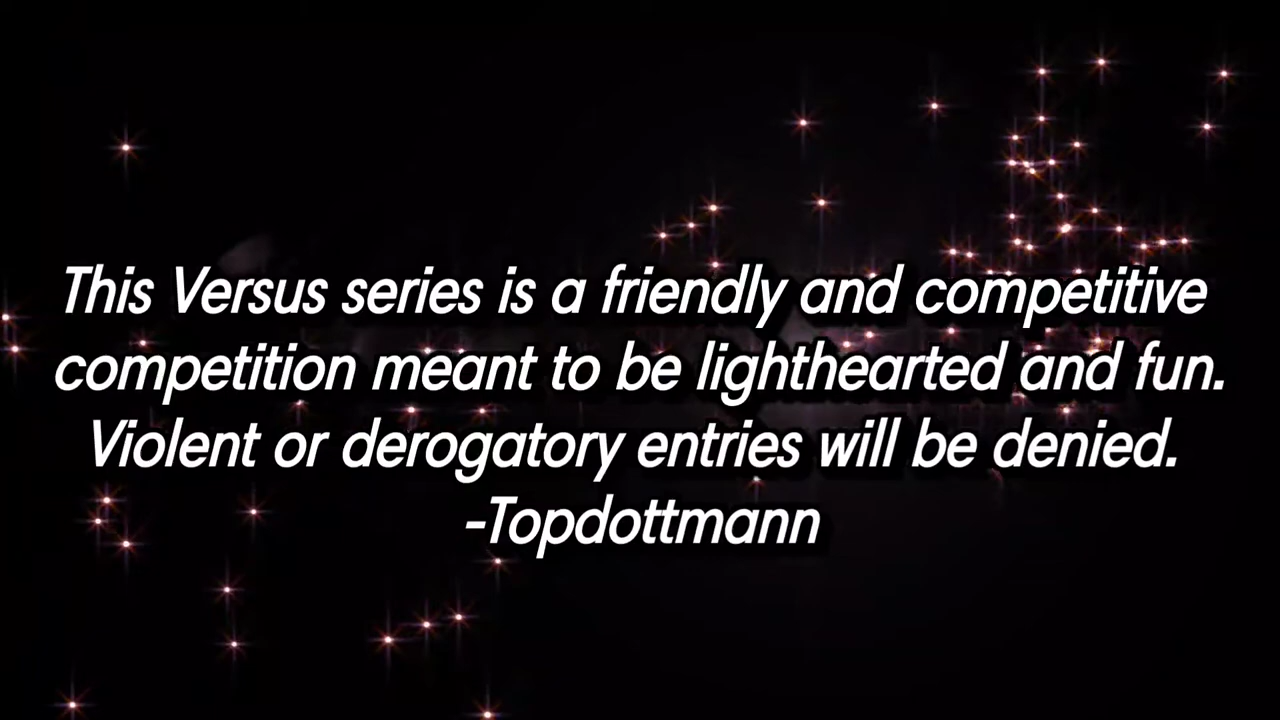 This Versus series is a friendly and competitive
competition meant to be lighthearted and fun.
Violent or derogatory entries will be denied.
-Topdottmann